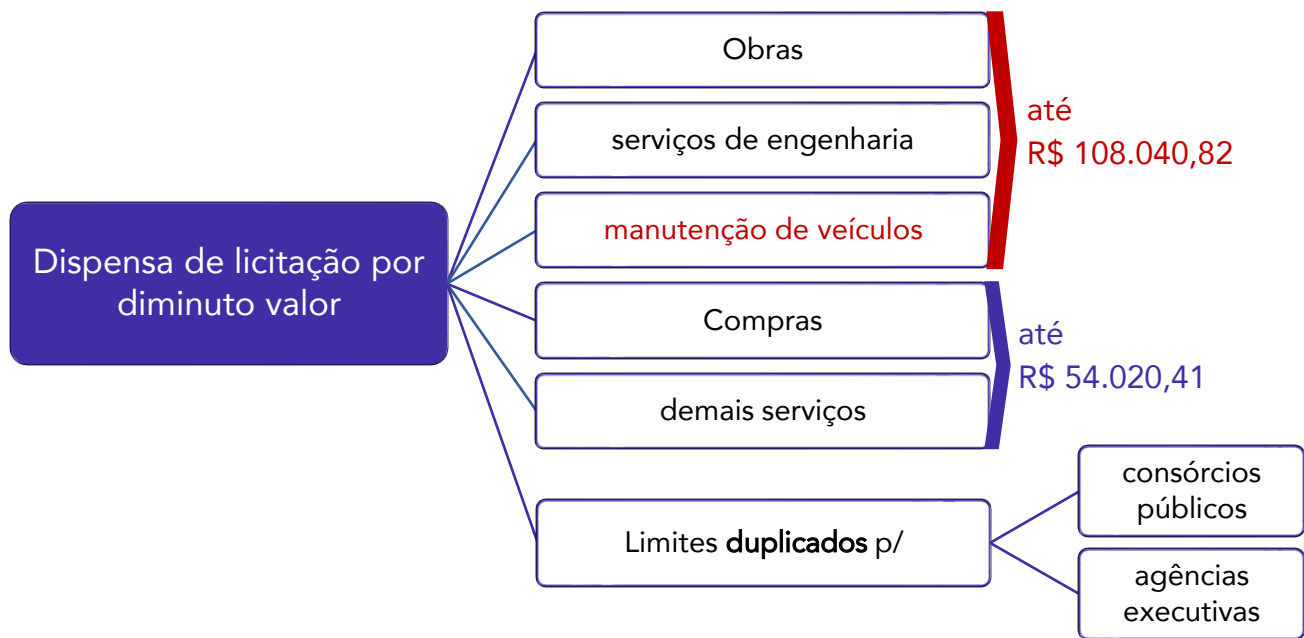 Dispensa de licitação por
diminuto valor
Obras
serviços de engenharia
manutenção de veículos
até
R$ 108.040,82
Compras
demais serviços
até
R$ 54.020,41
Limites duplicados p/
consórcios
públicos
agências
executivas